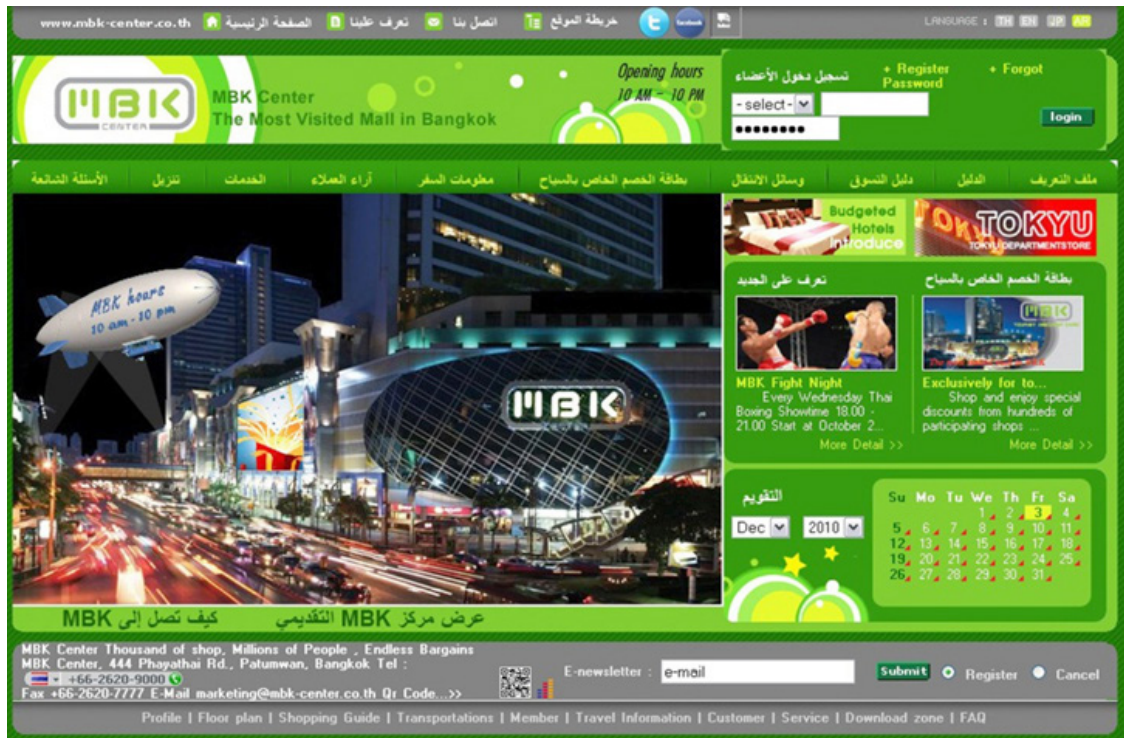 www.mbk-center.co.th الصفحة الرئيسية تعرف علينا اتصل بنا خريطة الموقع facebook LANGUAGE : TH EN JP AR
MBK CENTER
MBK Center
The Most Visited Mall in Bangkok
Opening hours
10 AM - 10 PM
تسجيل دخول الأعضاء
+ Register + Forgot
Password
- select -
login
ملف التعريف الدليل دليل التسوق وسائل الانتقال بطاقة الخصم الخاص بالسياح معلومات السفر آراء العملاء الخدمات تنزيل الأسئلة الشائعة
MBK hours
10 am - 10 pm
MBK
CENTER
Budgeted
Hotels
Introduce
TOKYU
TOKYU DEPARTMENT STORE
تعرف على الجديد
MBK Fight Night
Every Wednesday Thai
Boxing Showtime 18.00 -
21.00 Start at October 2...
More Detail >>
بطاقة الخصم الخاص بالسياح
MBK
Exclusively for to...
Shop and enjoy special
discounts from hundreds of
participating shops ...
More Detail >>
التقويم
Dec 2010
Su Mo Tu We Th Fr Sa
1 2 3 4
5 6 7 8 9 10 11
12 13 14 15 16 17 18
19 20 21 22 23 24 25
26 27 28 29 30 31
عرض مركز MBK التقديمي كيف تصل إلى MBK
MBK Center Thousand of shop, Millions of People , Endless Bargains
MBK Center, 444 Phayathai Rd., Patumwan, Bangkok Tel :
+66-2620-9000
Fax +66-2620-7777 E-Mail marketing@mbk-center.co.th Qr Code...>>
E-newsletter : e-mail Submit Register Cancel
Profile | Floor plan | Shopping Guide | Transportations | Member | Travel Information | Customer | Service | Download zone | FAQ